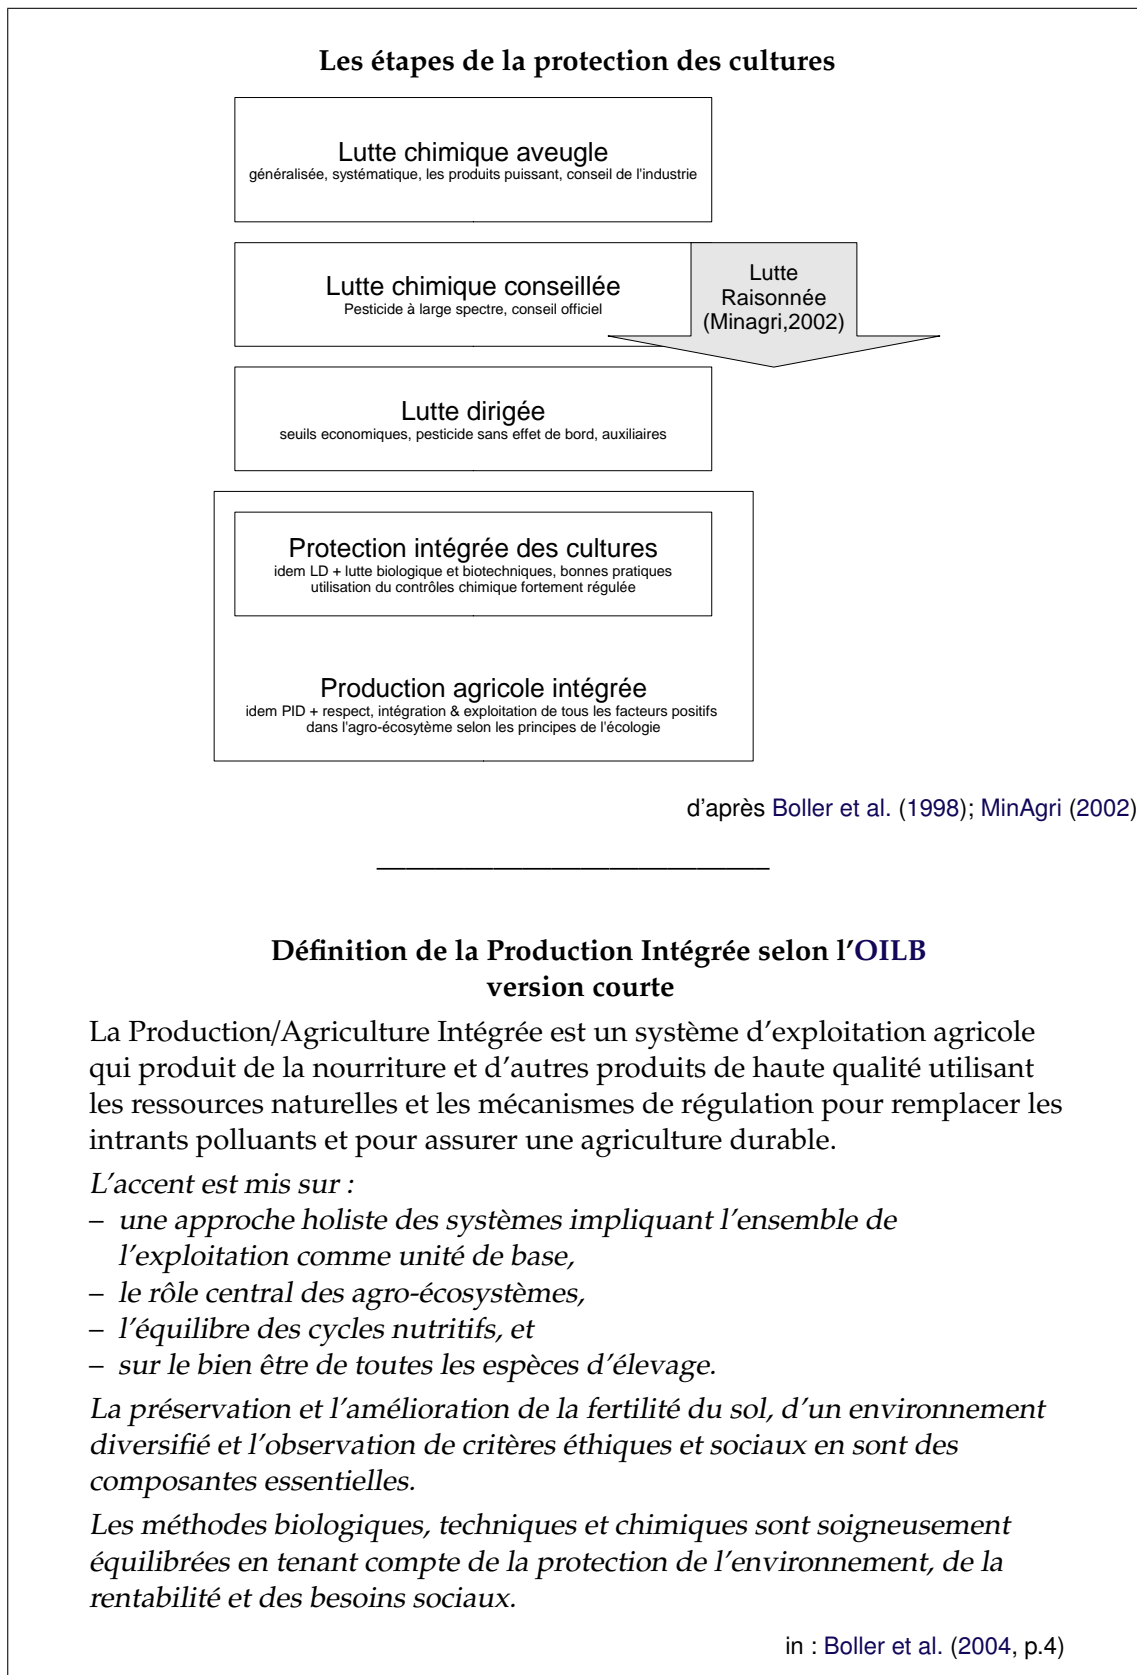 Les étapes de la protection des cultures
Lutte chimique aveugle
généralisée, systématique, les produits puissant, conseil de l'industrie
Lutte chimique conseillée
Pesticide à large spectre, conseil officiel
Lutte
Raisonnée
(Minagri,2002)
Lutte dirigée
seuils economiques, pesticide sans effet de bord, auxiliaires
Protection intégrée des cultures
idem LD + lutte biologique et biotechniques, bonnes pratiques
utilisation du contrôles chimique fortement régulée
Production agricole intégrée
idem PID + respect, intégration & exploitation de tous les facteurs positifs
dans l'agro-écosytème selon les principes de l'écologie
d'après Boller et al. (1998); MinAgri (2002)
Définition de la Production Intégrée selon l'OILB
version courte
La Production/Agriculture Intégrée est un système d'exploitation agricole
qui produit de la nourriture et d'autres produits de haute qualité utilisant
les ressources naturelles et les mécanismes de régulation pour remplacer les
intrants polluants et pour assurer une agriculture durable.
L'accent est mis sur :
– une approche holiste des systèmes impliquant l'ensemble de
l'exploitation comme unité de base,
– le rôle central des agro-écosystèmes,
– l'équilibre des cycles nutritifs, et
– sur le bien être de toutes les espèces d'élevage.
La préservation et l'amélioration de la fertilité du sol, d'un environnement
diversifié et l'observation de critères éthiques et sociaux en sont des
composantes essentielles.
Les méthodes biologiques, techniques et chimiques sont soigneusement
équilibrées en tenant compte de la protection de l'environnement, de la
rentabilité et des besoins sociaux.
in : Boller et al. (2004, p.4)